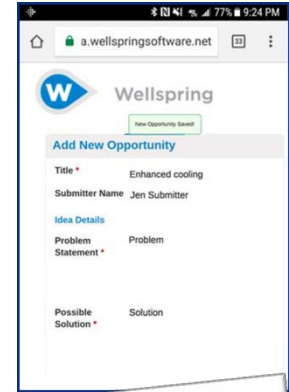 77% 9:24 PM
a.wellspringsoftware.net 33
W Wellspring
New Opportunity Saved!
Add New Opportunity
Title * Enhanced cooling
Submitter Name Jen Submitter
Idea Details
Problem Problem
Statement *
Possible Solution
Solution *